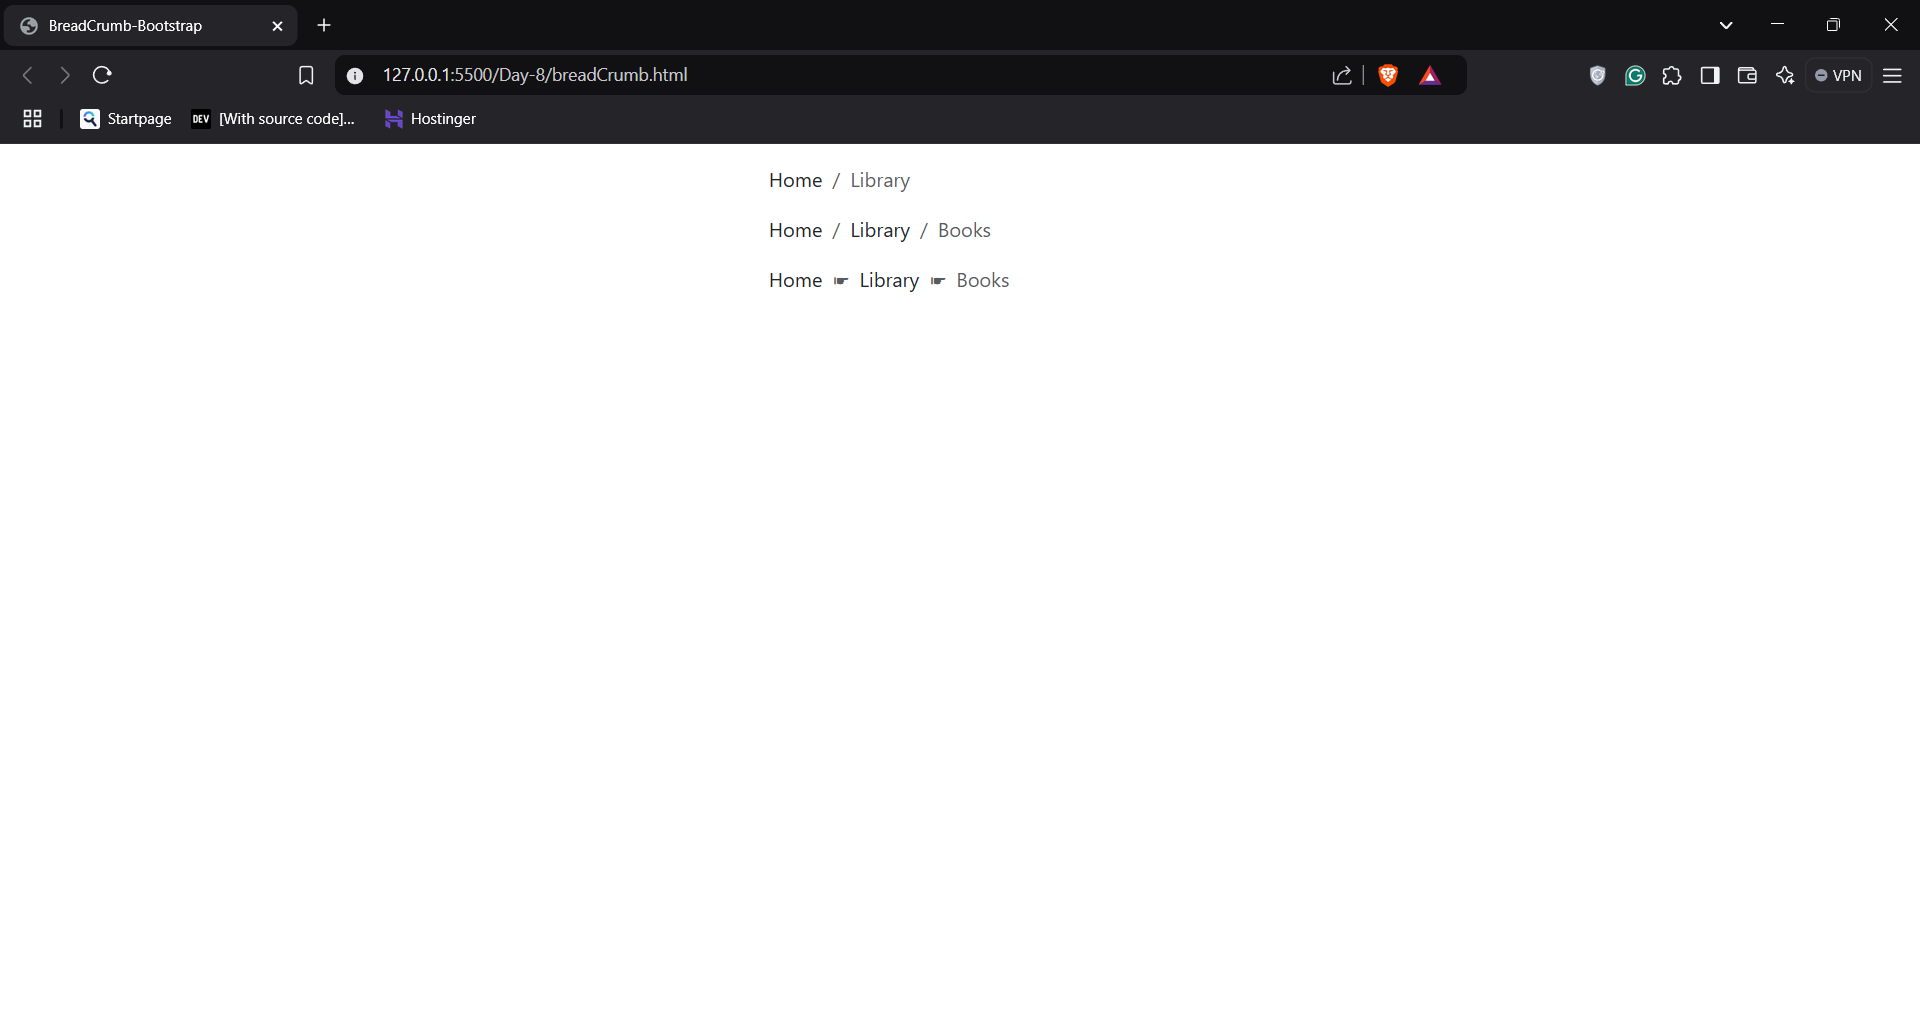 BreadCrumb-Bootstrap
127.0.0.1:5500/Day-8/breadCrumb.html
VPN
Startpage
DEV
[With source code]...
Hostinger
Home / Library
Home / Library / Books
Home ☛ Library ☛ Books